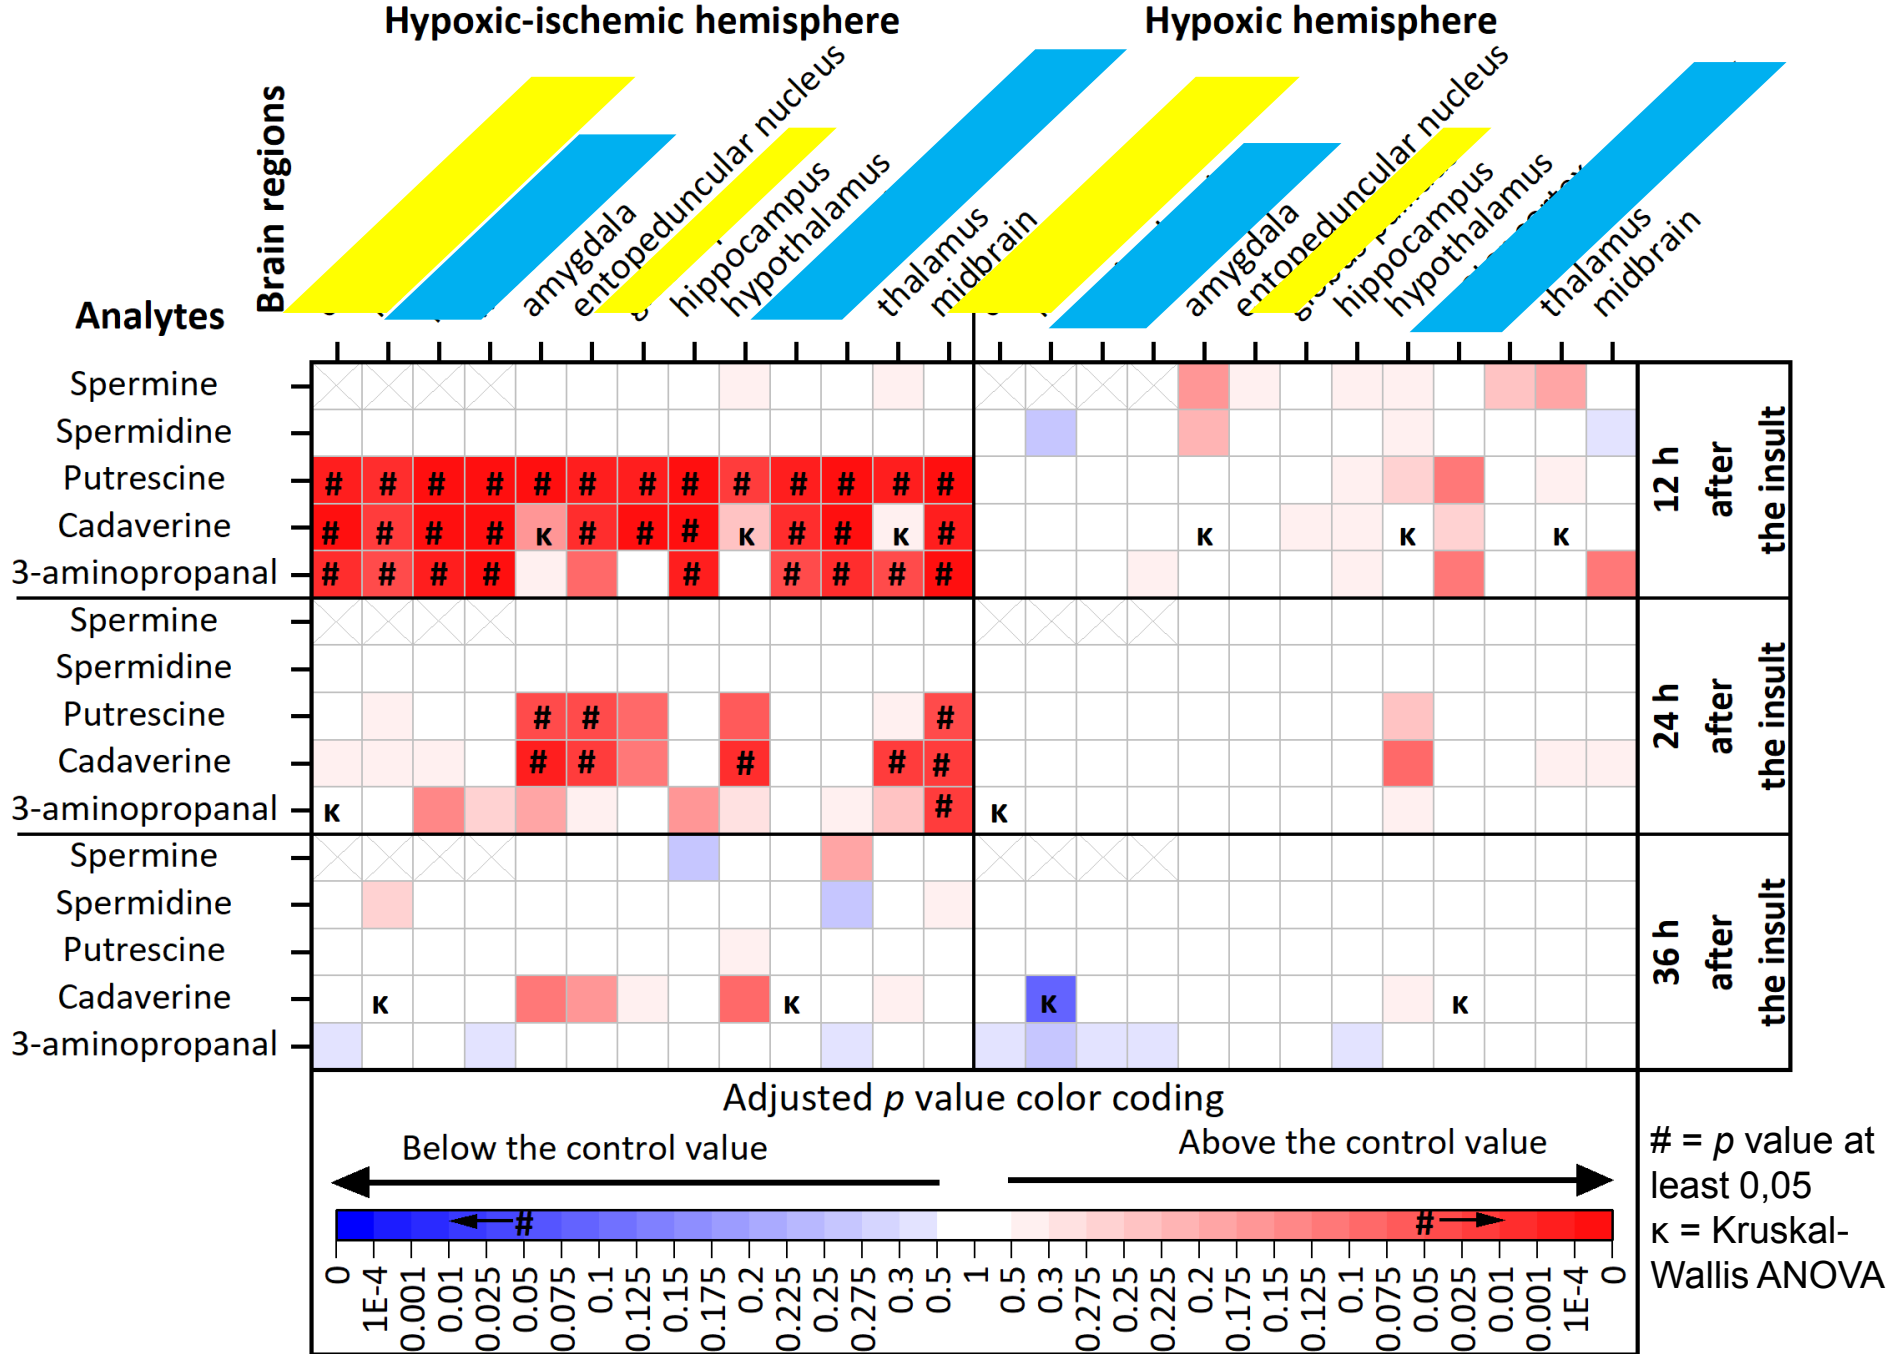 Hypoxic-ischemic hemisphere
Hypoxic hemisphere
Brain regions
amygdala
entopeduncular nucleus
hippocampus
hypothalamus
thalamus
midbrain
amygdala
entopeduncular nucleus
hippocampus
hypothalamus
thalamus
midbrain
Analytes
Spermine
Spermidine
Putrescine
# # # # # # # # # # # # #
Cadaverine
# # # # κ # # # κ # # κ # κ κ κ
3-aminopropanal
# # # # # # # # #
12 h
after
the insult
Spermine
Spermidine
Putrescine
# # #
Cadaverine
# # # # #
3-aminopropanal
κ # κ
24 h
after
the insult
Spermine
Spermidine
Putrescine
Cadaverine
κ κ κ κ
3-aminopropanal
36 h
after
the insult
Adjusted p value color coding
Below the control value
Above the control value
# #
0 1E-4 0.001 0.01 0.025 0.05 0.075 0.1 0.125 0.15 0.175 0.2 0.225 0.25 0.275 0.3 0.5 1 0.5 0.3 0.275 0.25 0.225 0.2 0.175 0.15 0.125 0.1 0.075 0.05 0.025 0.01 0.001 1E-4 0
# = p value at
least 0,05
κ = Kruskal-
Wallis ANOVA